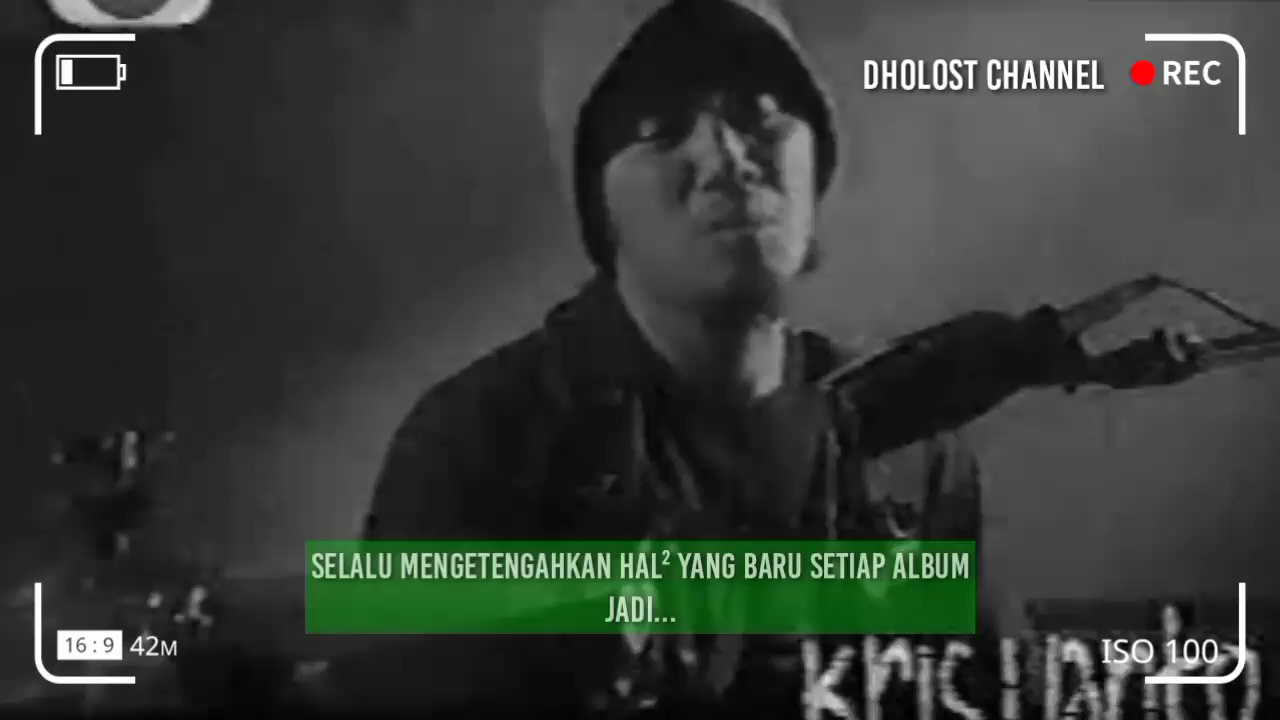 DHOLOST CHANNEL
REC
SELALU MENGETENGAHKAN HAL² YANG BARU SETIAP ALBUM
JADI...
16:9 42M
ISO 100